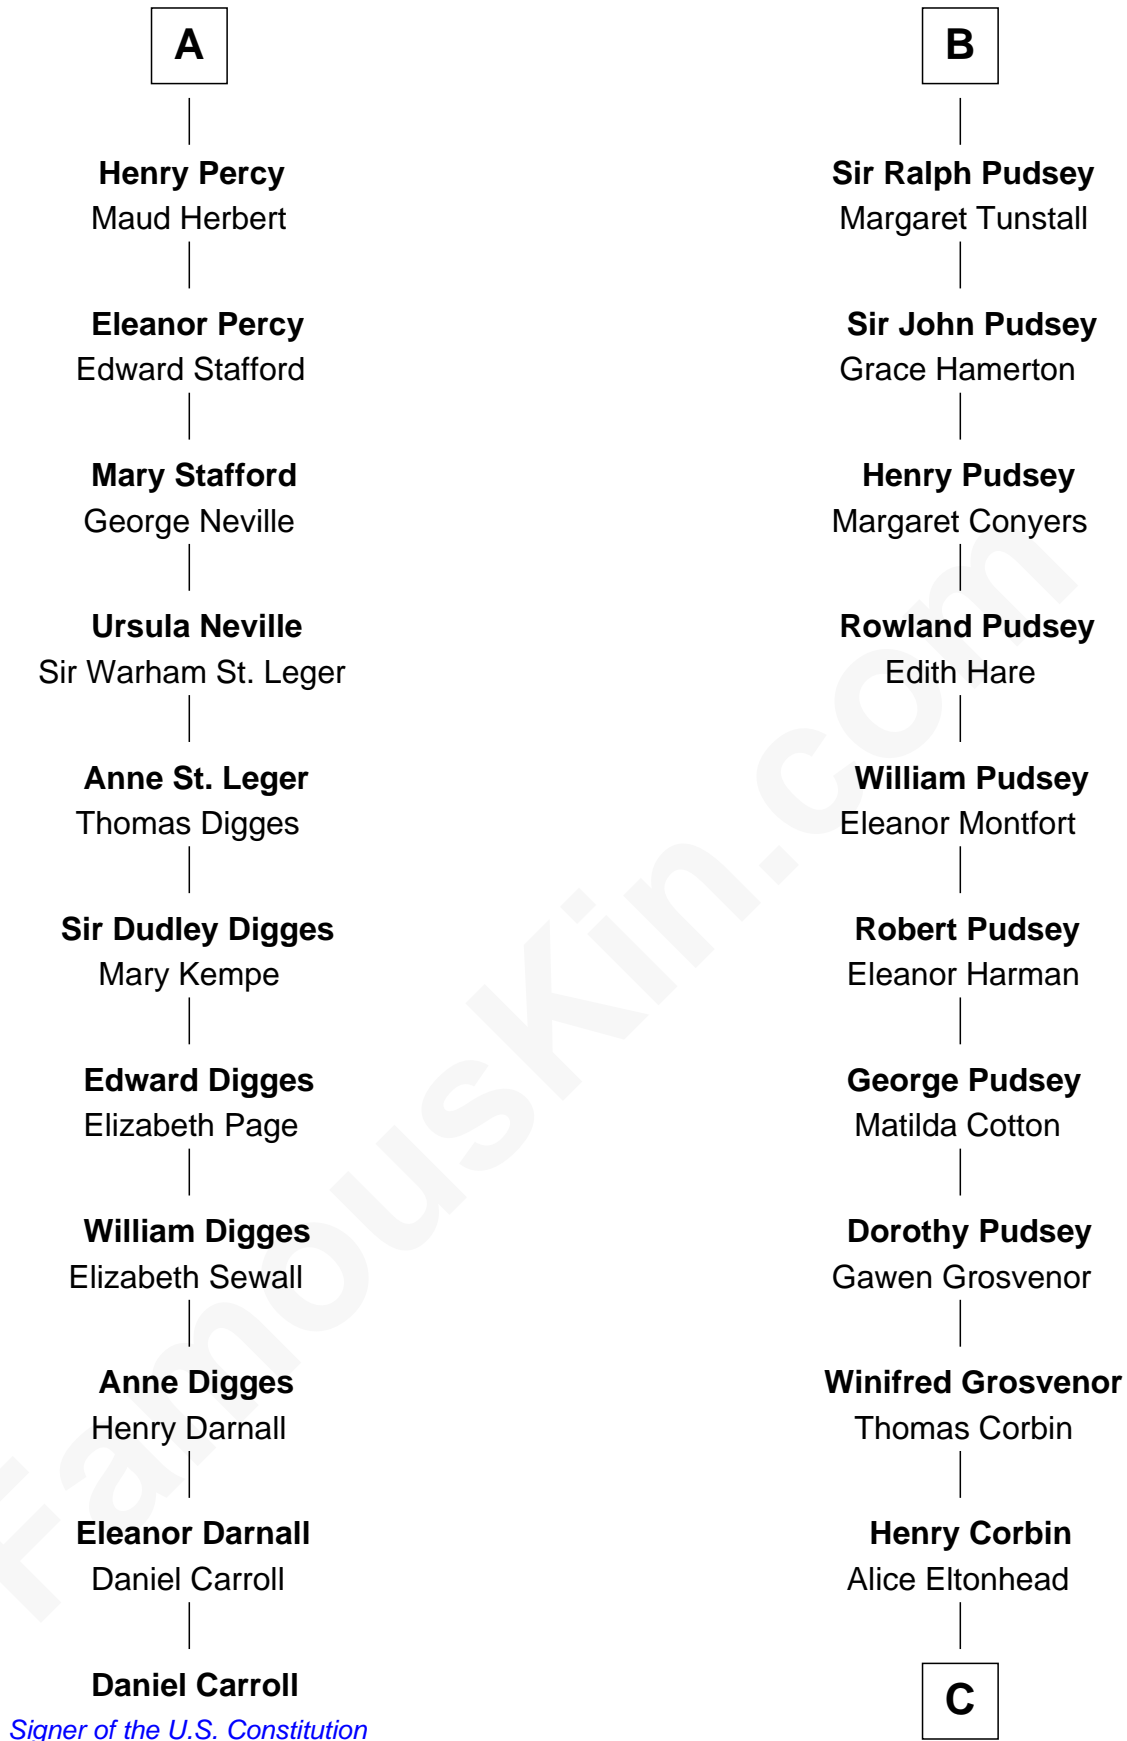 A
Henry Percy
Maud Herbert
Eleanor Percy
Edward Stafford
Mary Stafford
George Neville
Ursula Neville
Sir Warham St. Leger
Anne St. Leger
Thomas Digges
Sir Dudley Digges
Mary Kempe
Edward Digges
Elizabeth Page
William Digges
Elizabeth Sewall
Anne Digges
Henry Darnall
Eleanor Darnall
Daniel Carroll
Daniel Carroll
Signer of the U.S. Constitution
B
Sir Ralph Pudsey
Margaret Tunstall
Sir John Pudsey
Grace Hamerton
Henry Pudsey
Margaret Conyers
Rowland Pudsey
Edith Hare
William Pudsey
Eleanor Montfort
Robert Pudsey
Eleanor Harman
George Pudsey
Matilda Cotton
Dorothy Pudsey
Gawen Grosvenor
Winifred Grosvenor
Thomas Corbin
Henry Corbin
Alice Eltonhead
C
FamousKin.com